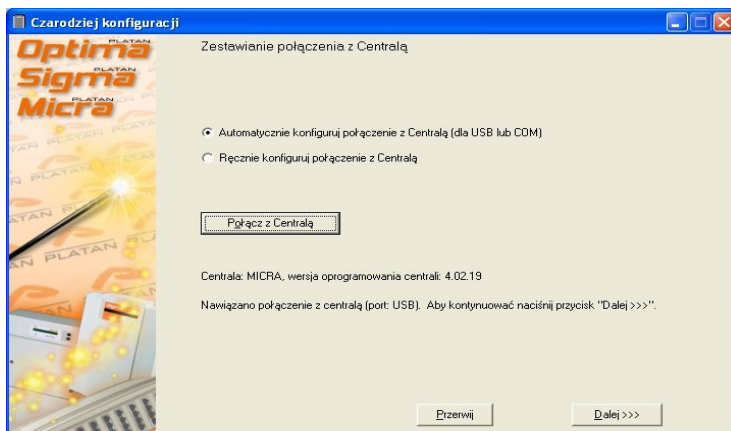 Czarodziej konfiguracji
Optima
PLATAN
Sigma
PLATAN
Micra
PLATAN
Zestawianie połączenia z Centralą
Automatycznie konfiguruj połączenie z Centralą (dla USB lub COM)
Ręcznie konfiguruj połączenie z Centralą
Połącz z Centralą
Centrala: MICRA, wersja oprogramowania centrali: 4.02.19
Nawiązano połączenie z centralą (port: USB). Aby kontynuować naciśnij przycisk "Dalej >>>".
Przerwij
Dalej >>>